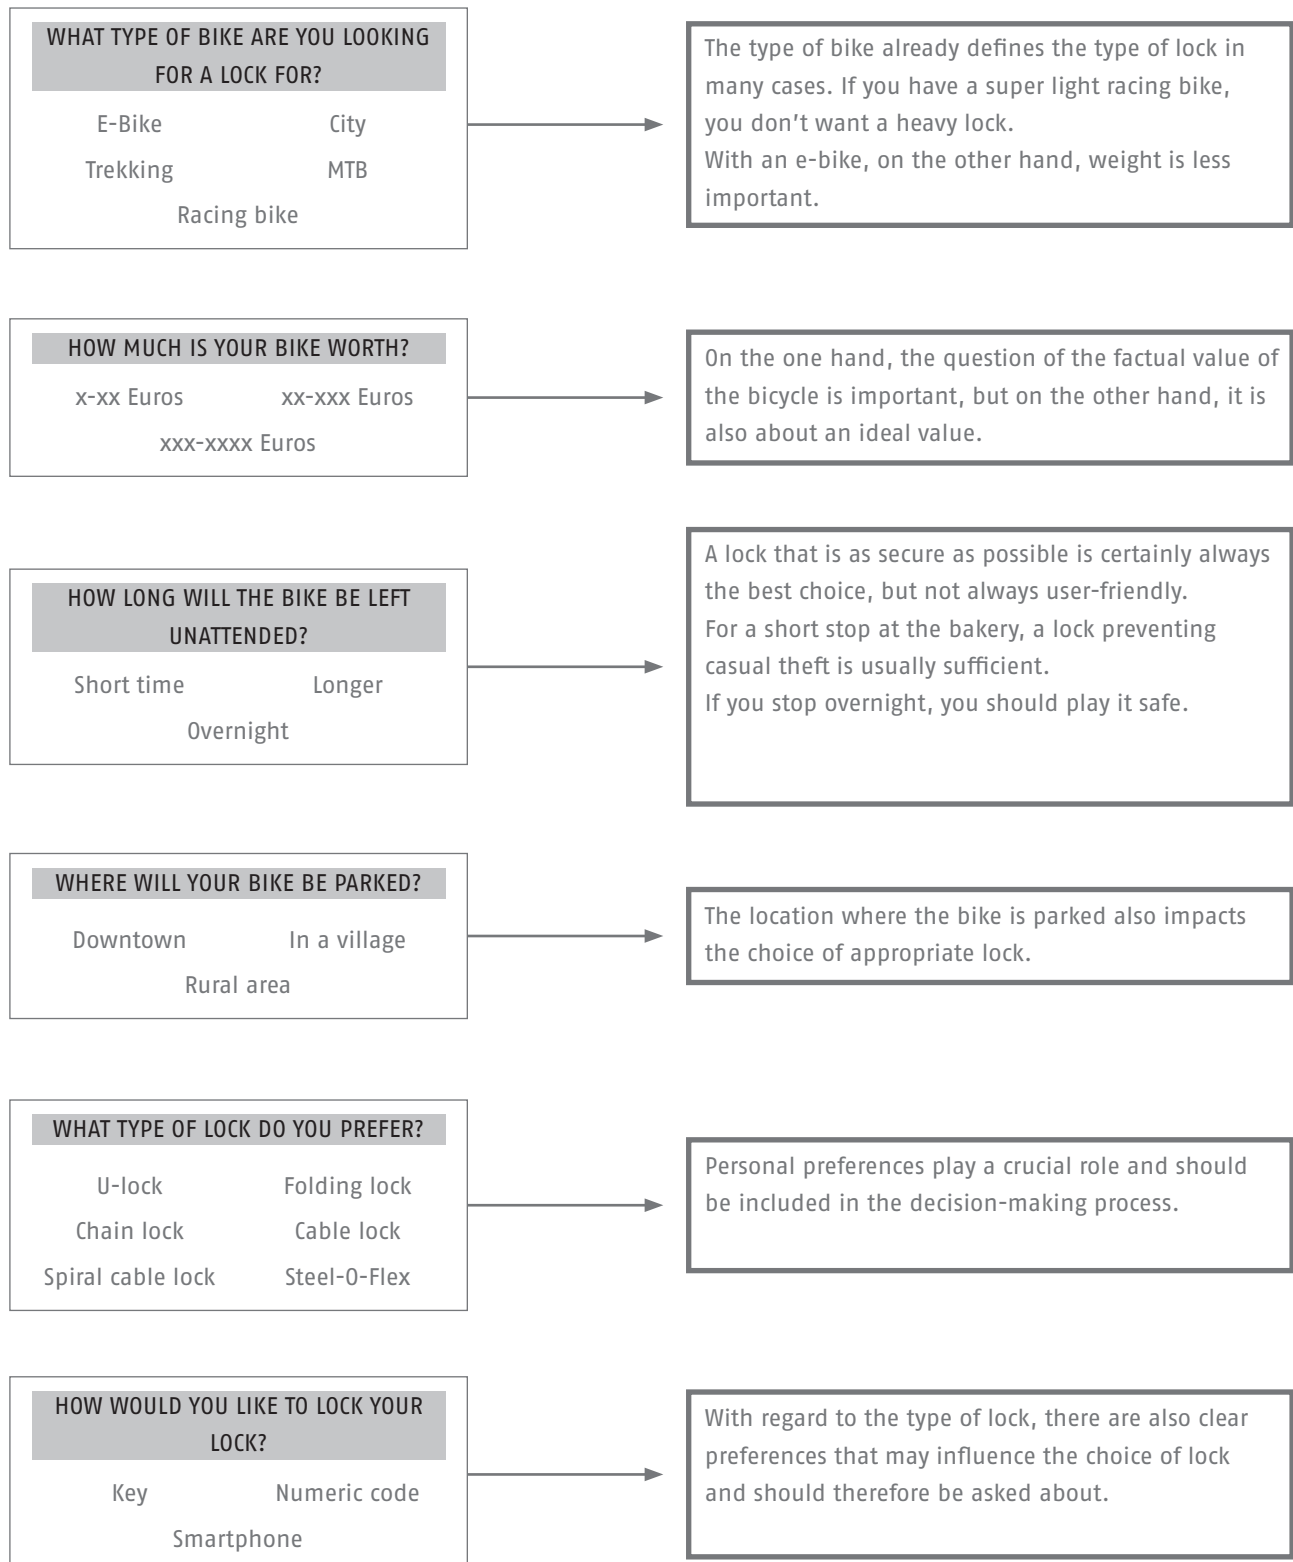 WHAT TYPE OF BIKE ARE YOU LOOKING
FOR A LOCK FOR?
E-Bike City
Trekking MTB
Racing bike
The type of bike already defines the type of lock in
many cases. If you have a super light racing bike,
you don't want a heavy lock.
With an e-bike, on the other hand, weight is less
important.
HOW MUCH IS YOUR BIKE WORTH?
x-xx Euros xx-xxx Euros
xxx-xxxx Euros
On the one hand, the question of the factual value of
the bicycle is important, but on the other hand, it is
also about an ideal value.
HOW LONG WILL THE BIKE BE LEFT
UNATTENDED?
Short time Longer
Overnight
A lock that is as secure as possible is certainly always
the best choice, but not always user-friendly.
For a short stop at the bakery, a lock preventing
casual theft is usually sufficient.
If you stop overnight, you should play it safe.
WHERE WILL YOUR BIKE BE PARKED?
Downtown In a village
Rural area
The location where the bike is parked also impacts
the choice of appropriate lock.
WHAT TYPE OF LOCK DO YOU PREFER?
U-lock Folding lock
Chain lock Cable lock
Spiral cable lock Steel-O-Flex
Personal preferences play a crucial role and should
be included in the decision-making process.
HOW WOULD YOU LIKE TO LOCK YOUR
LOCK?
Key Numeric code
Smartphone
With regard to the type of lock, there are also clear
preferences that may influence the choice of lock
and should therefore be asked about.